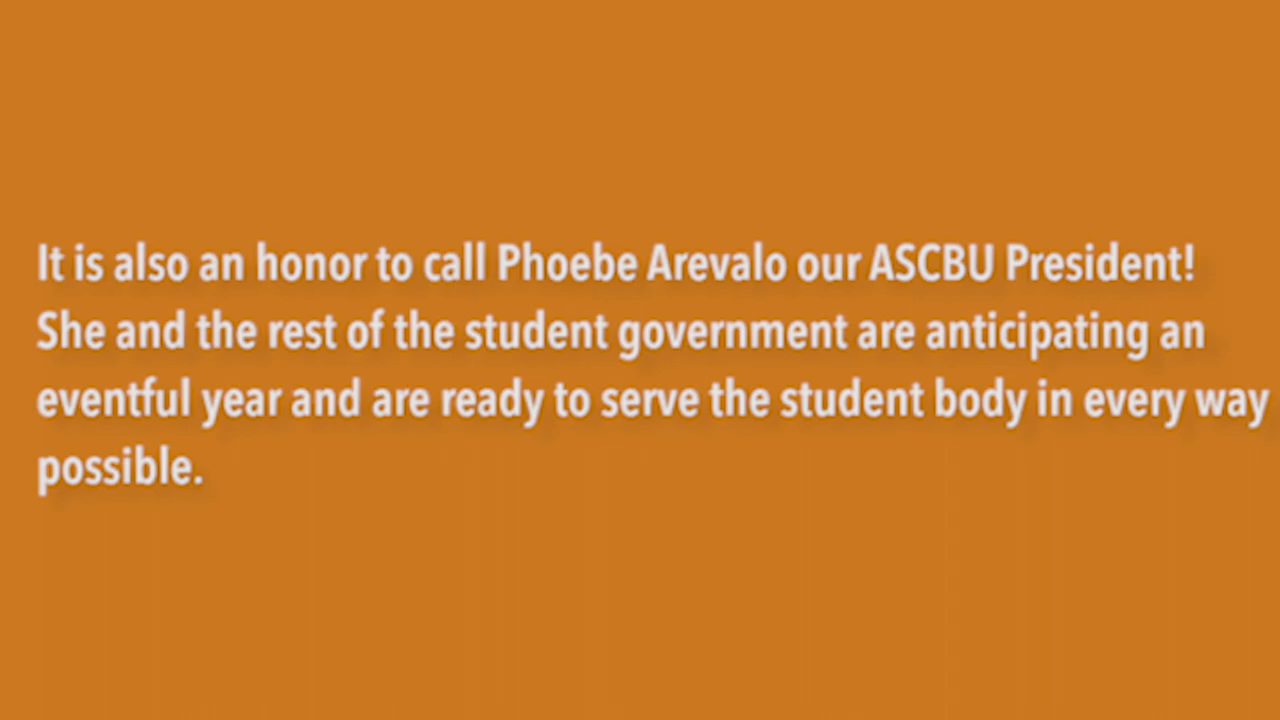 It is also an honor to call Phoebe Arevalo our ASCBU President!
She and the rest of the student government are anticipating an
eventful year and are ready to serve the student body in every way
possible.